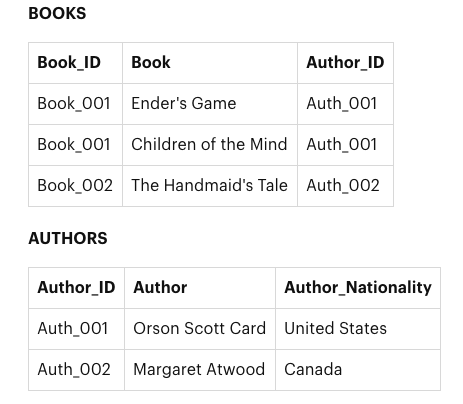 BOOKS
Book_ID Book Author_ID
Book_001 Ender's Game Auth_001
Book_001 Children of the Mind Auth_001
Book_002 The Handmaid's Tale Auth_002
AUTHORS
Author_ID Author Author_Nationality
Auth_001 Orson Scott Card United States
Auth_002 Margaret Atwood Canada